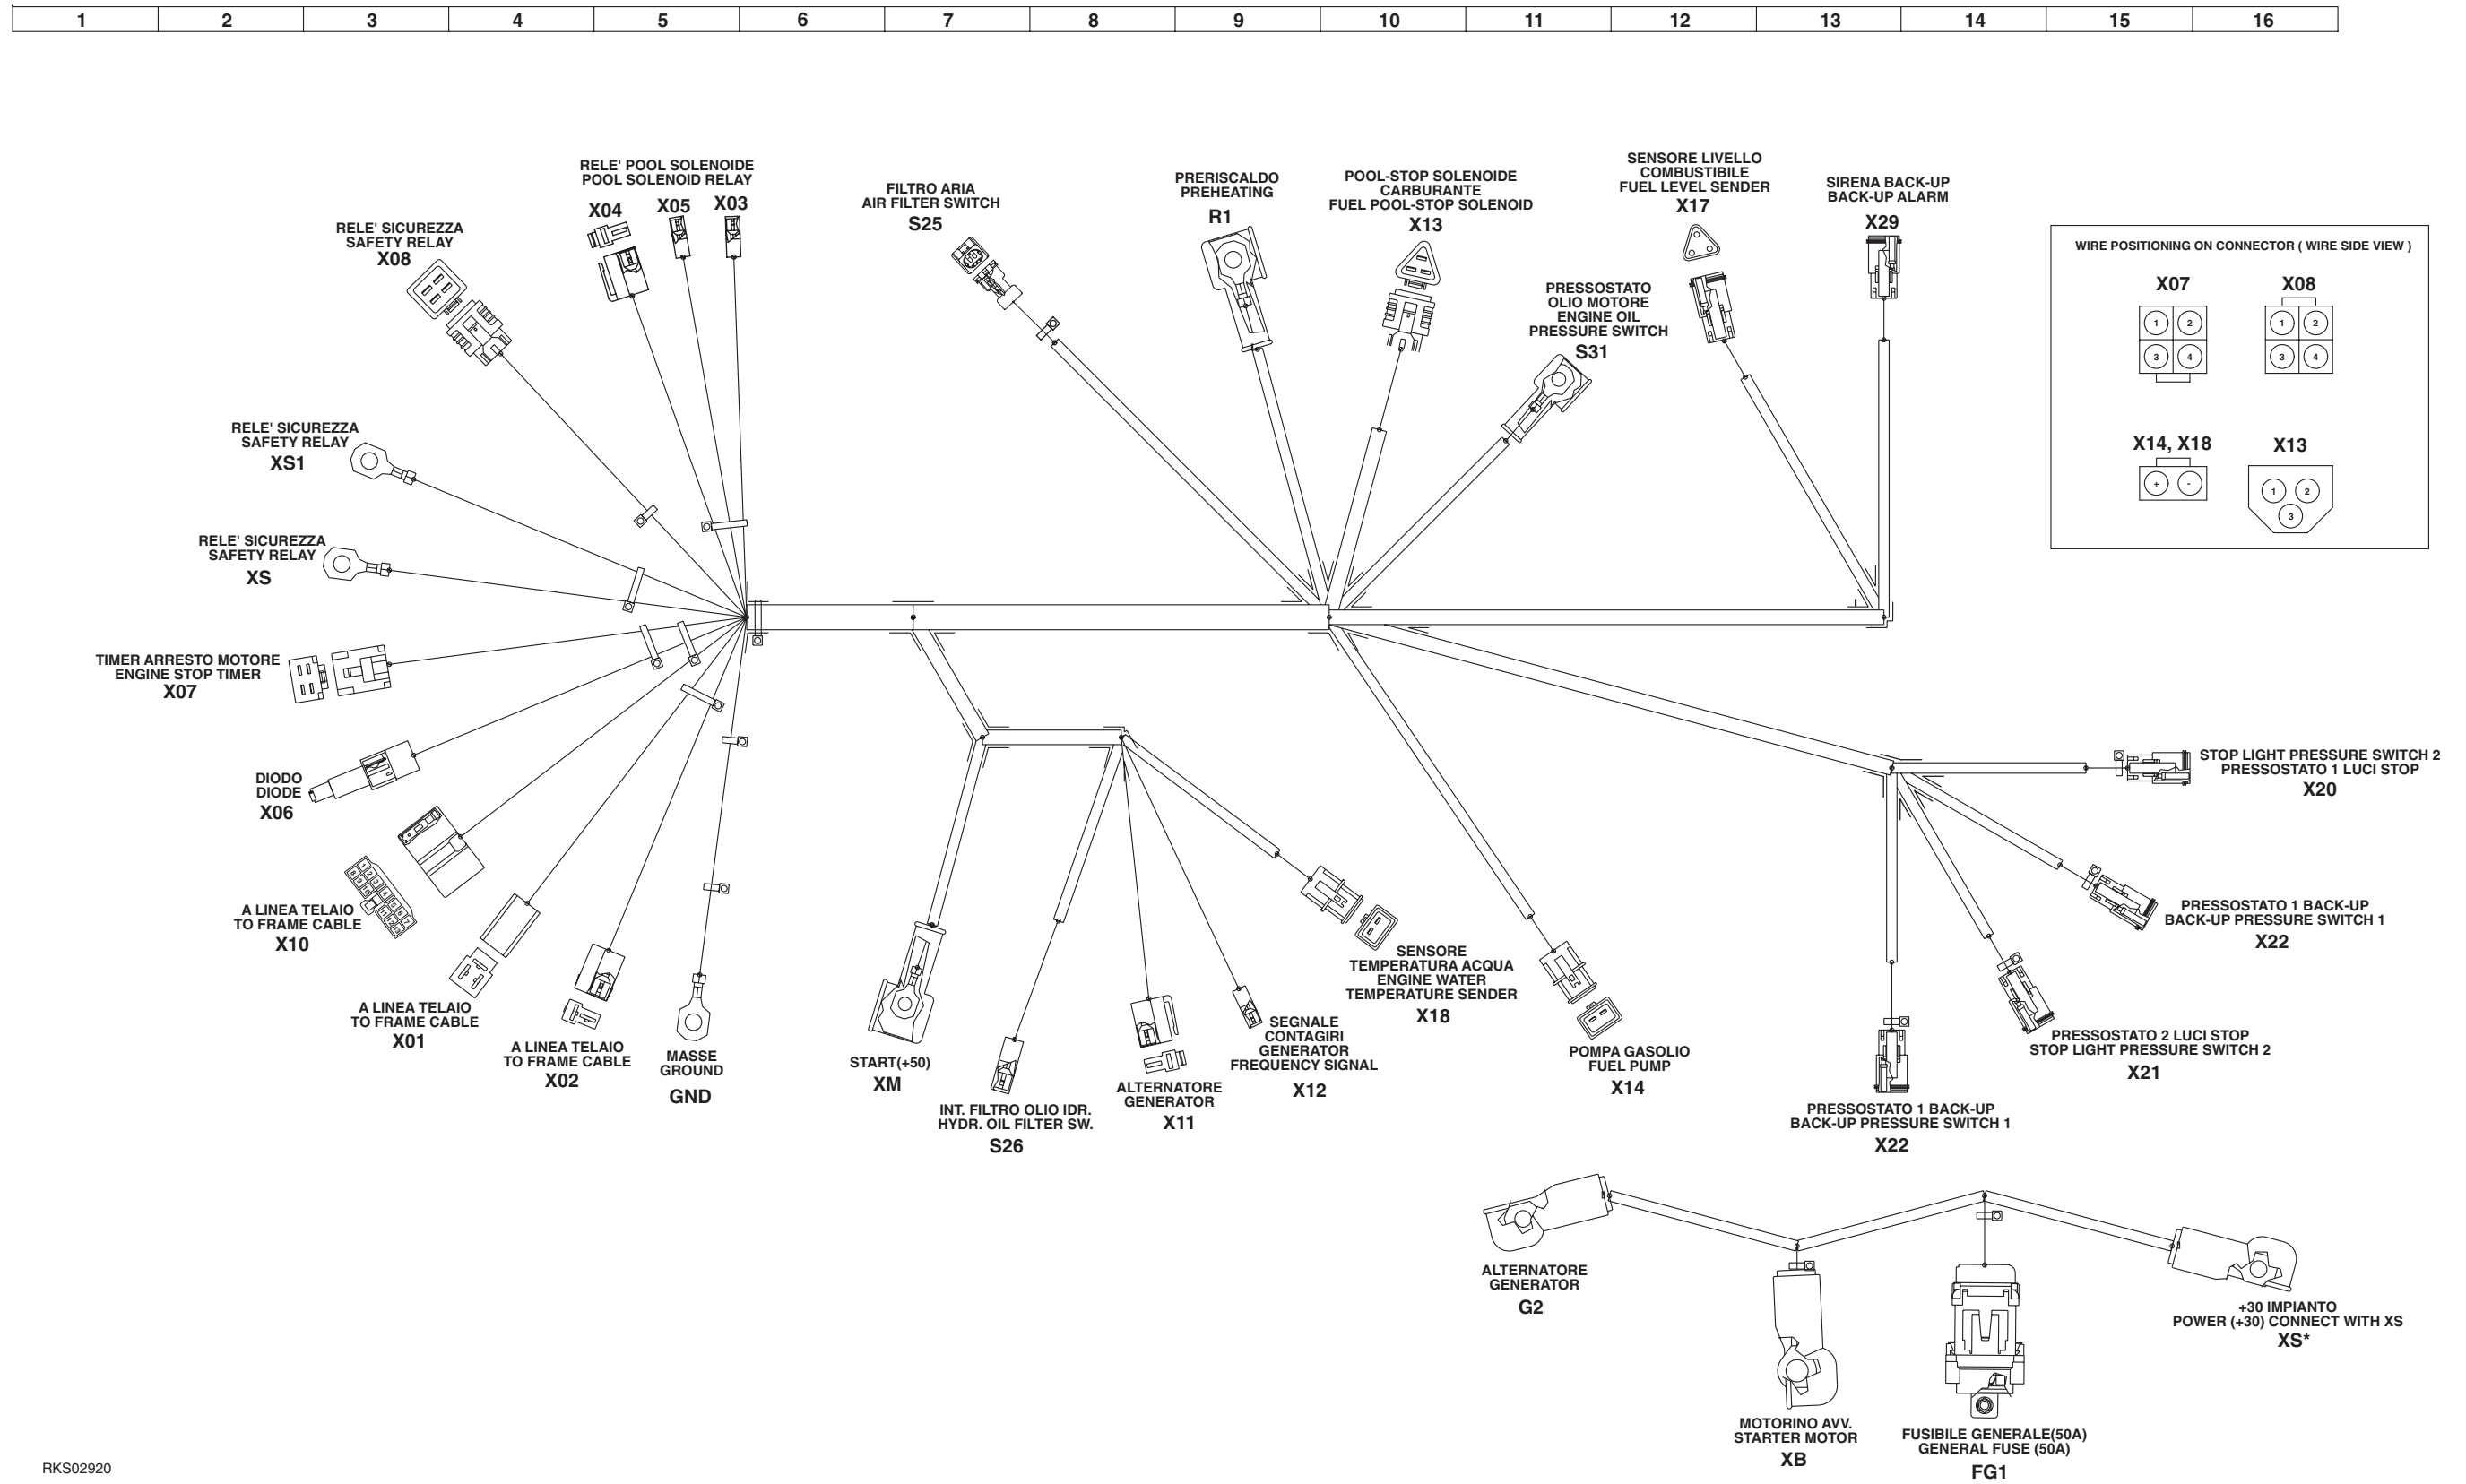 1 2 3 4 5 6 7 8 9 10 11 12 13 14 15 16
RELE' POOL SOLENOIDE
POOL SOLENOID RELAY
X04 X05 X03
RELE' SICUREZZA
SAFETY RELAY
X08
FILTRO ARIA
AIR FILTER SWITCH
S25
PRERISCALDO
PREHEATING
R1
POOL-STOP SOLENOIDE
CARBURANTE
FUEL POOL-STOP SOLENOID
X13
SENSORE LIVELLO
COMBUSTIBILE
FUEL LEVEL SENDER
X17
SIRENA BACK-UP
BACK-UP ALARM
X29
PRESSOSTATO
OLIO MOTORE
ENGINE OIL
PRESSURE SWITCH
S31
WIRE POSITIONING ON CONNECTOR ( WIRE SIDE VIEW )
X07 X08
1 2 1 2
3 4 3 4
X14, X18 X13
+ - 1 2
3
RELE' SICUREZZA
SAFETY RELAY
XS1
RELE' SICUREZZA
SAFETY RELAY
XS
TIMER ARRESTO MOTORE
ENGINE STOP TIMER
X07
DIODO
DIODE
X06
A LINEA TELAIO
TO FRAME CABLE
X10
A LINEA TELAIO
TO FRAME CABLE
X01
A LINEA TELAIO
TO FRAME CABLE
X02
MASSE
GROUND
GND
START(+50)
XM
INT. FILTRO OLIO IDR.
HYDR. OIL FILTER SW.
S26
ALTERNATORE
GENERATOR
X11
SEGNALE
CONTAGIRI
GENERATOR
FREQUENCY SIGNAL
X12
SENSORE
TEMPERATURA ACQUA
ENGINE WATER
TEMPERATURE SENDER
X18
POMPA GASOLIO
FUEL PUMP
X14
STOP LIGHT PRESSURE SWITCH 2
PRESSOSTATO 1 LUCI STOP
X20
PRESSOSTATO 1 BACK-UP
BACK-UP PRESSURE SWITCH 1
X22
PRESSOSTATO 2 LUCI STOP
STOP LIGHT PRESSURE SWITCH 2
X21
PRESSOSTATO 1 BACK-UP
BACK-UP PRESSURE SWITCH 1
X22
ALTERNATORE
GENERATOR
G2
MOTORINO AVV.
STARTER MOTOR
XB
FUSIBILE GENERALE(50A)
GENERAL FUSE (50A)
FG1
+30 IMPIANTO
POWER (+30) CONNECT WITH XS
XS*
RKS02920